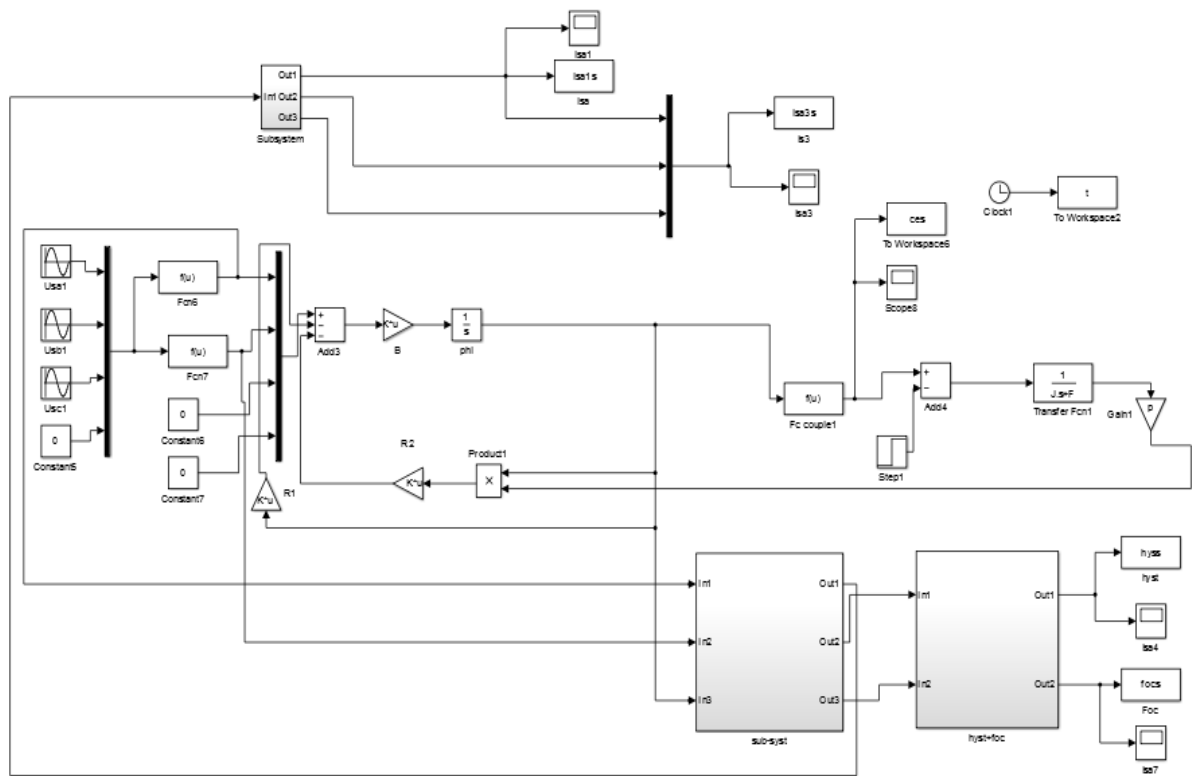 Isa1
Out1
Isa1s
Isa
In1 Out2
Out3
Subsystem
Isa3s
Is3
Isa3
Clock1
t
To Workspace2
ces
To Workspace6
Scope8
Usa1
f(u)
Fcn6
Usb1
f(u)
Fcn7
Usc1
0
Constant5
0
Constant6
0
Constant7
+
−
−
Add3
K*u
B
1
s
phi
f(u)
Fc couple1
+
−
Add4
1
J.s+F
Transfer Fcn1
p
Gain1
Step1
R2
K*u
Product1
×
K*u
R1
In1
In2
In3
Out1
Out2
Out3
sub-syst
In1
In2
Out1
Out2
hyst+foc
hyss
hyst
Isa4
focs
Foc
Isa7